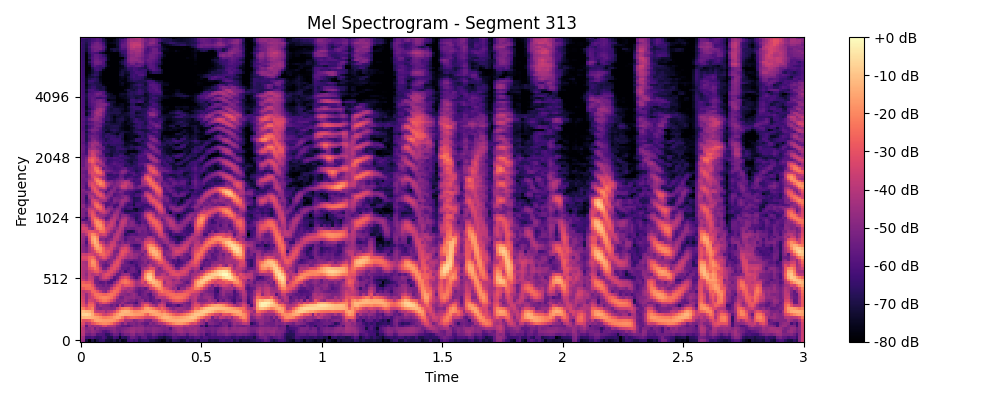 Mel Spectrogram - Segment 313
Frequency
4096
2048
1024
512
0
0
0.5
1
1.5
2
2.5
3
Time
+0 dB
-10 dB
-20 dB
-30 dB
-40 dB
-50 dB
-60 dB
-70 dB
-80 dB